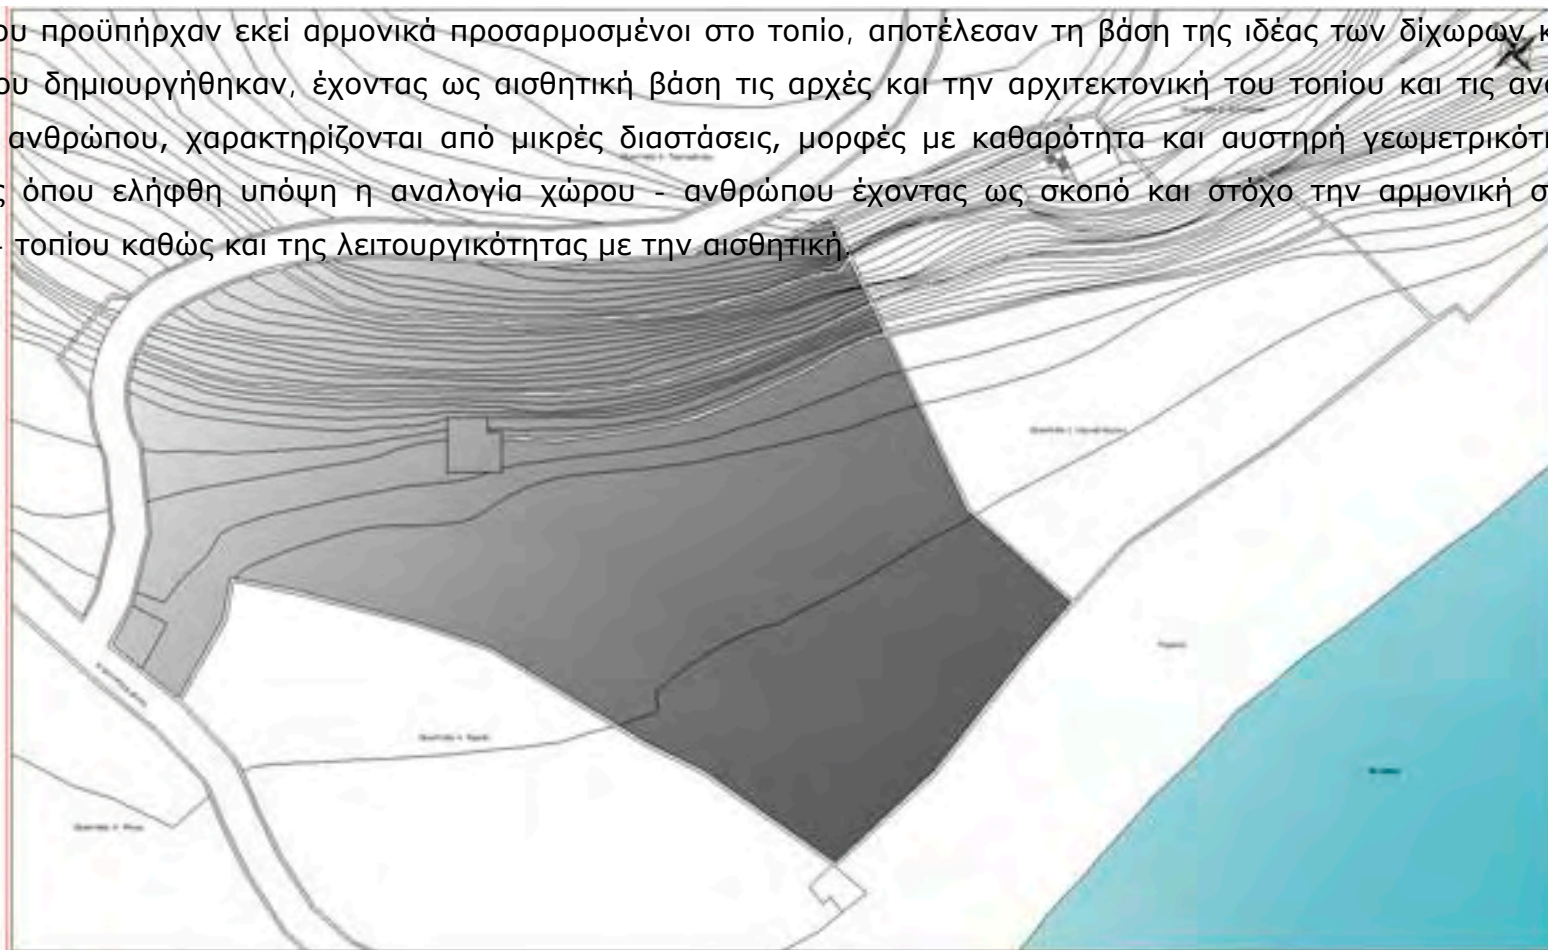 ου προϋπήρχαν εκεί αρμονικά προσαρμοσμένοι στο τοπίο, αποτέλεσαν τη βάση της ιδέας των δίχωρων κ
ου δημιουργήθηκαν, έχοντας ως αισθητική βάση τις αρχές και την αρχιτεκτονική του τοπίου και τις ανα
ανθρώπου, χαρακτηρίζονται από μικρές διαστάσεις, μορφές με καθαρότητα και αυστηρή γεωμετρικότη
ς όπου ελήφθη υπόψη η αναλογία χώρου - ανθρώπου έχοντας ως σκοπό και στόχο την αρμονική σ
- τοπίου καθώς και της λειτουργικότητας με την αισθητική.